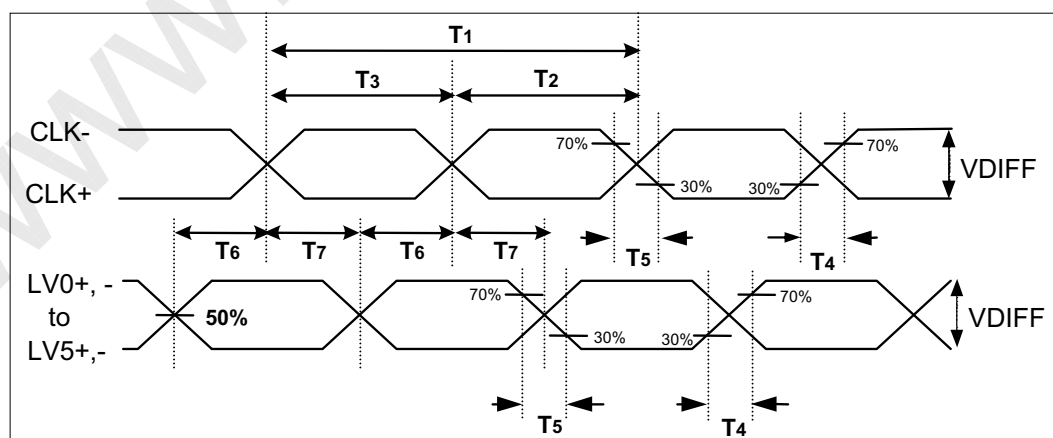 T1
T3 T2
CLK-
70% 70%
VDIFF
CLK+
30% 30%
T6 T7 T6 T7
T5 T4
LV0+, -
70% 70%
to
50%
VDIFF
LV5+,-
30% 30%
T5 T4